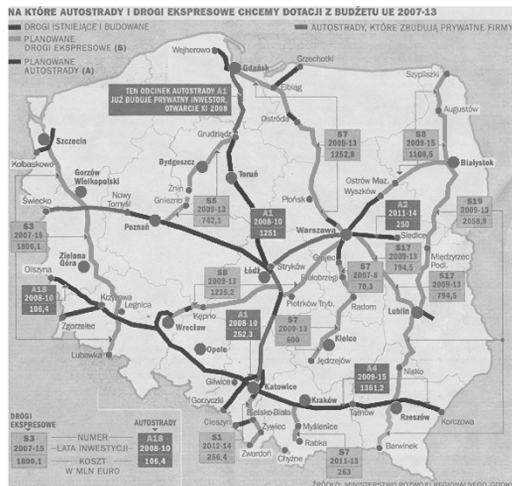 NA KTÓRE AUTOSTRADY I DROGI EKSPRESOWE CHCEMY DOTACJI Z BUDŻETU UE 2007-13
DROGI ISTNIEJĄCE I BUDOWANE
PLANOWANE
DROGI EKSPRESOWE (S)
PLANOWANE
AUTOSTRADY (A)
AUTOSTRADY, KTÓRE ZBUDUJĄ PRYWATNE FIRMY
Wejherowo
Gdańsk
Elbląg
Grzechotki
Szypliszki
TEN ODCINEK AUTOSTRADY A1
JUŻ BUDUJE PRYWATNY INWESTOR,
OTWARCIE XI 2008
Augustów
Ostróda
Grudziądz
Szczecin
Kołbaskowo
Bydgoszcz
Toruń
S7
2009-13
1252,8
S8
2009-15
1108,5
Białystok
Gorzów
Wielkopolski
Żnin
Gniezno
Ostrów Maz.
Wyszków
Nowy
Tomyśl
Płońsk
Świecko
Poznań
S5
2009-13
742,1
A1
2008-10
1251
Warszawa
A2
2011-14
250
Siedlce
S19
2009-13
2058,9
S3
2007-15
1800,1
Zielona
Góra
Stryków
Łódź
Grójec
Białobrzegi
S17
2009-13
794,5
Międzyrzec
Podl.
Olszyna
S8
2009-13
1235,2
Piotrków Tryb.
S7
2007-8
70,3
S17
2009-13
794,5
A18
2008-10
106,4
Krzywa
Legnica
Kępno
Radom
Lublin
Zgorzelec
Wrocław
A1
2008-10
252,3
S7
2009-13
600
Kielce
Lubawka
Opole
Jędrzejów
A4
2009-15
1361,2
Nisko
Gliwice
Katowice
Kraków
Gorzyczki
Tarnów
Rzeszów
Korczowa
Cieszyn
Bielsko-Biała
Żywiec
Myślenice
Rabka
Barwinek
Zwardoń
Chyżne
S1
2012-14
256,4
S7
2011-13
263
DROGI
EKSPRESOWE
AUTOSTRADY
S3
NUMER
A18
2007-15
LATA INWESTYCJI
2008-10
1800,1
KOSZT
W MLN EURO
106,4
ŹRÓDŁO: MINISTERSTWO ROZWOJU REGIONALNEGO, GDDKiA